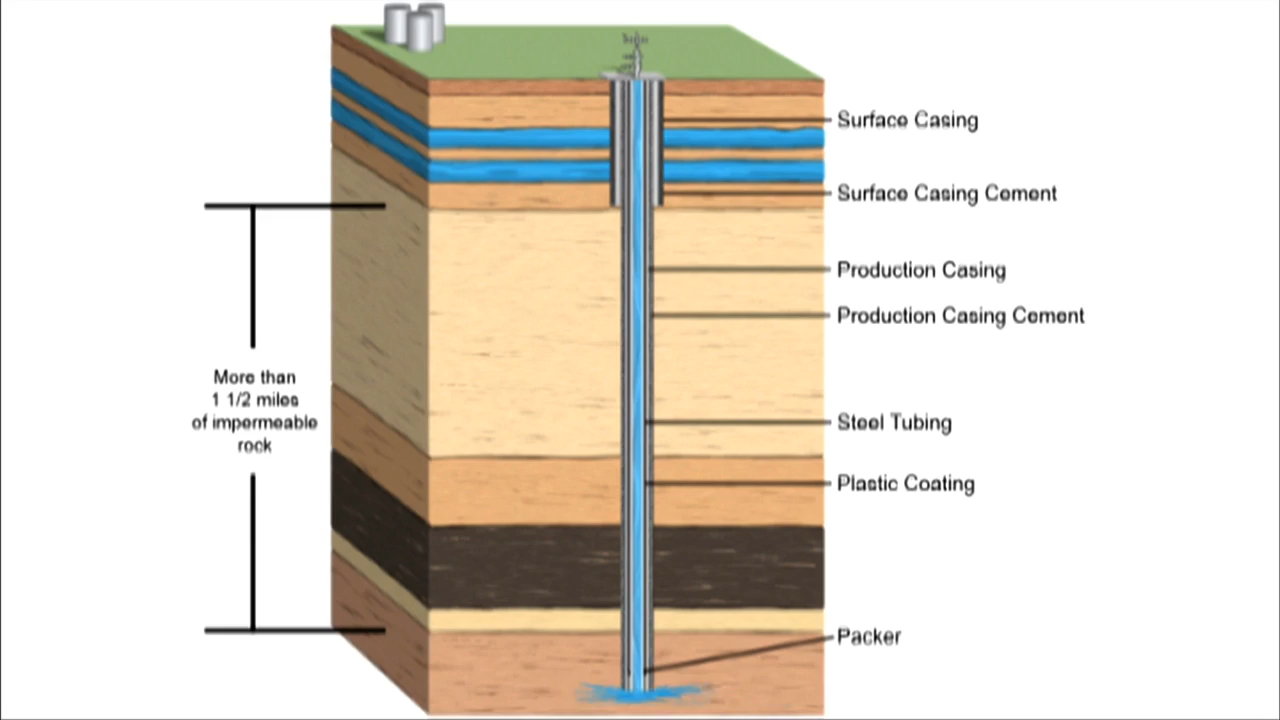 Surface Casing
Surface Casing Cement
Production Casing
Production Casing Cement
More than
1 1/2 miles
of impermeable
rock
Steel Tubing
Plastic Coating
Packer